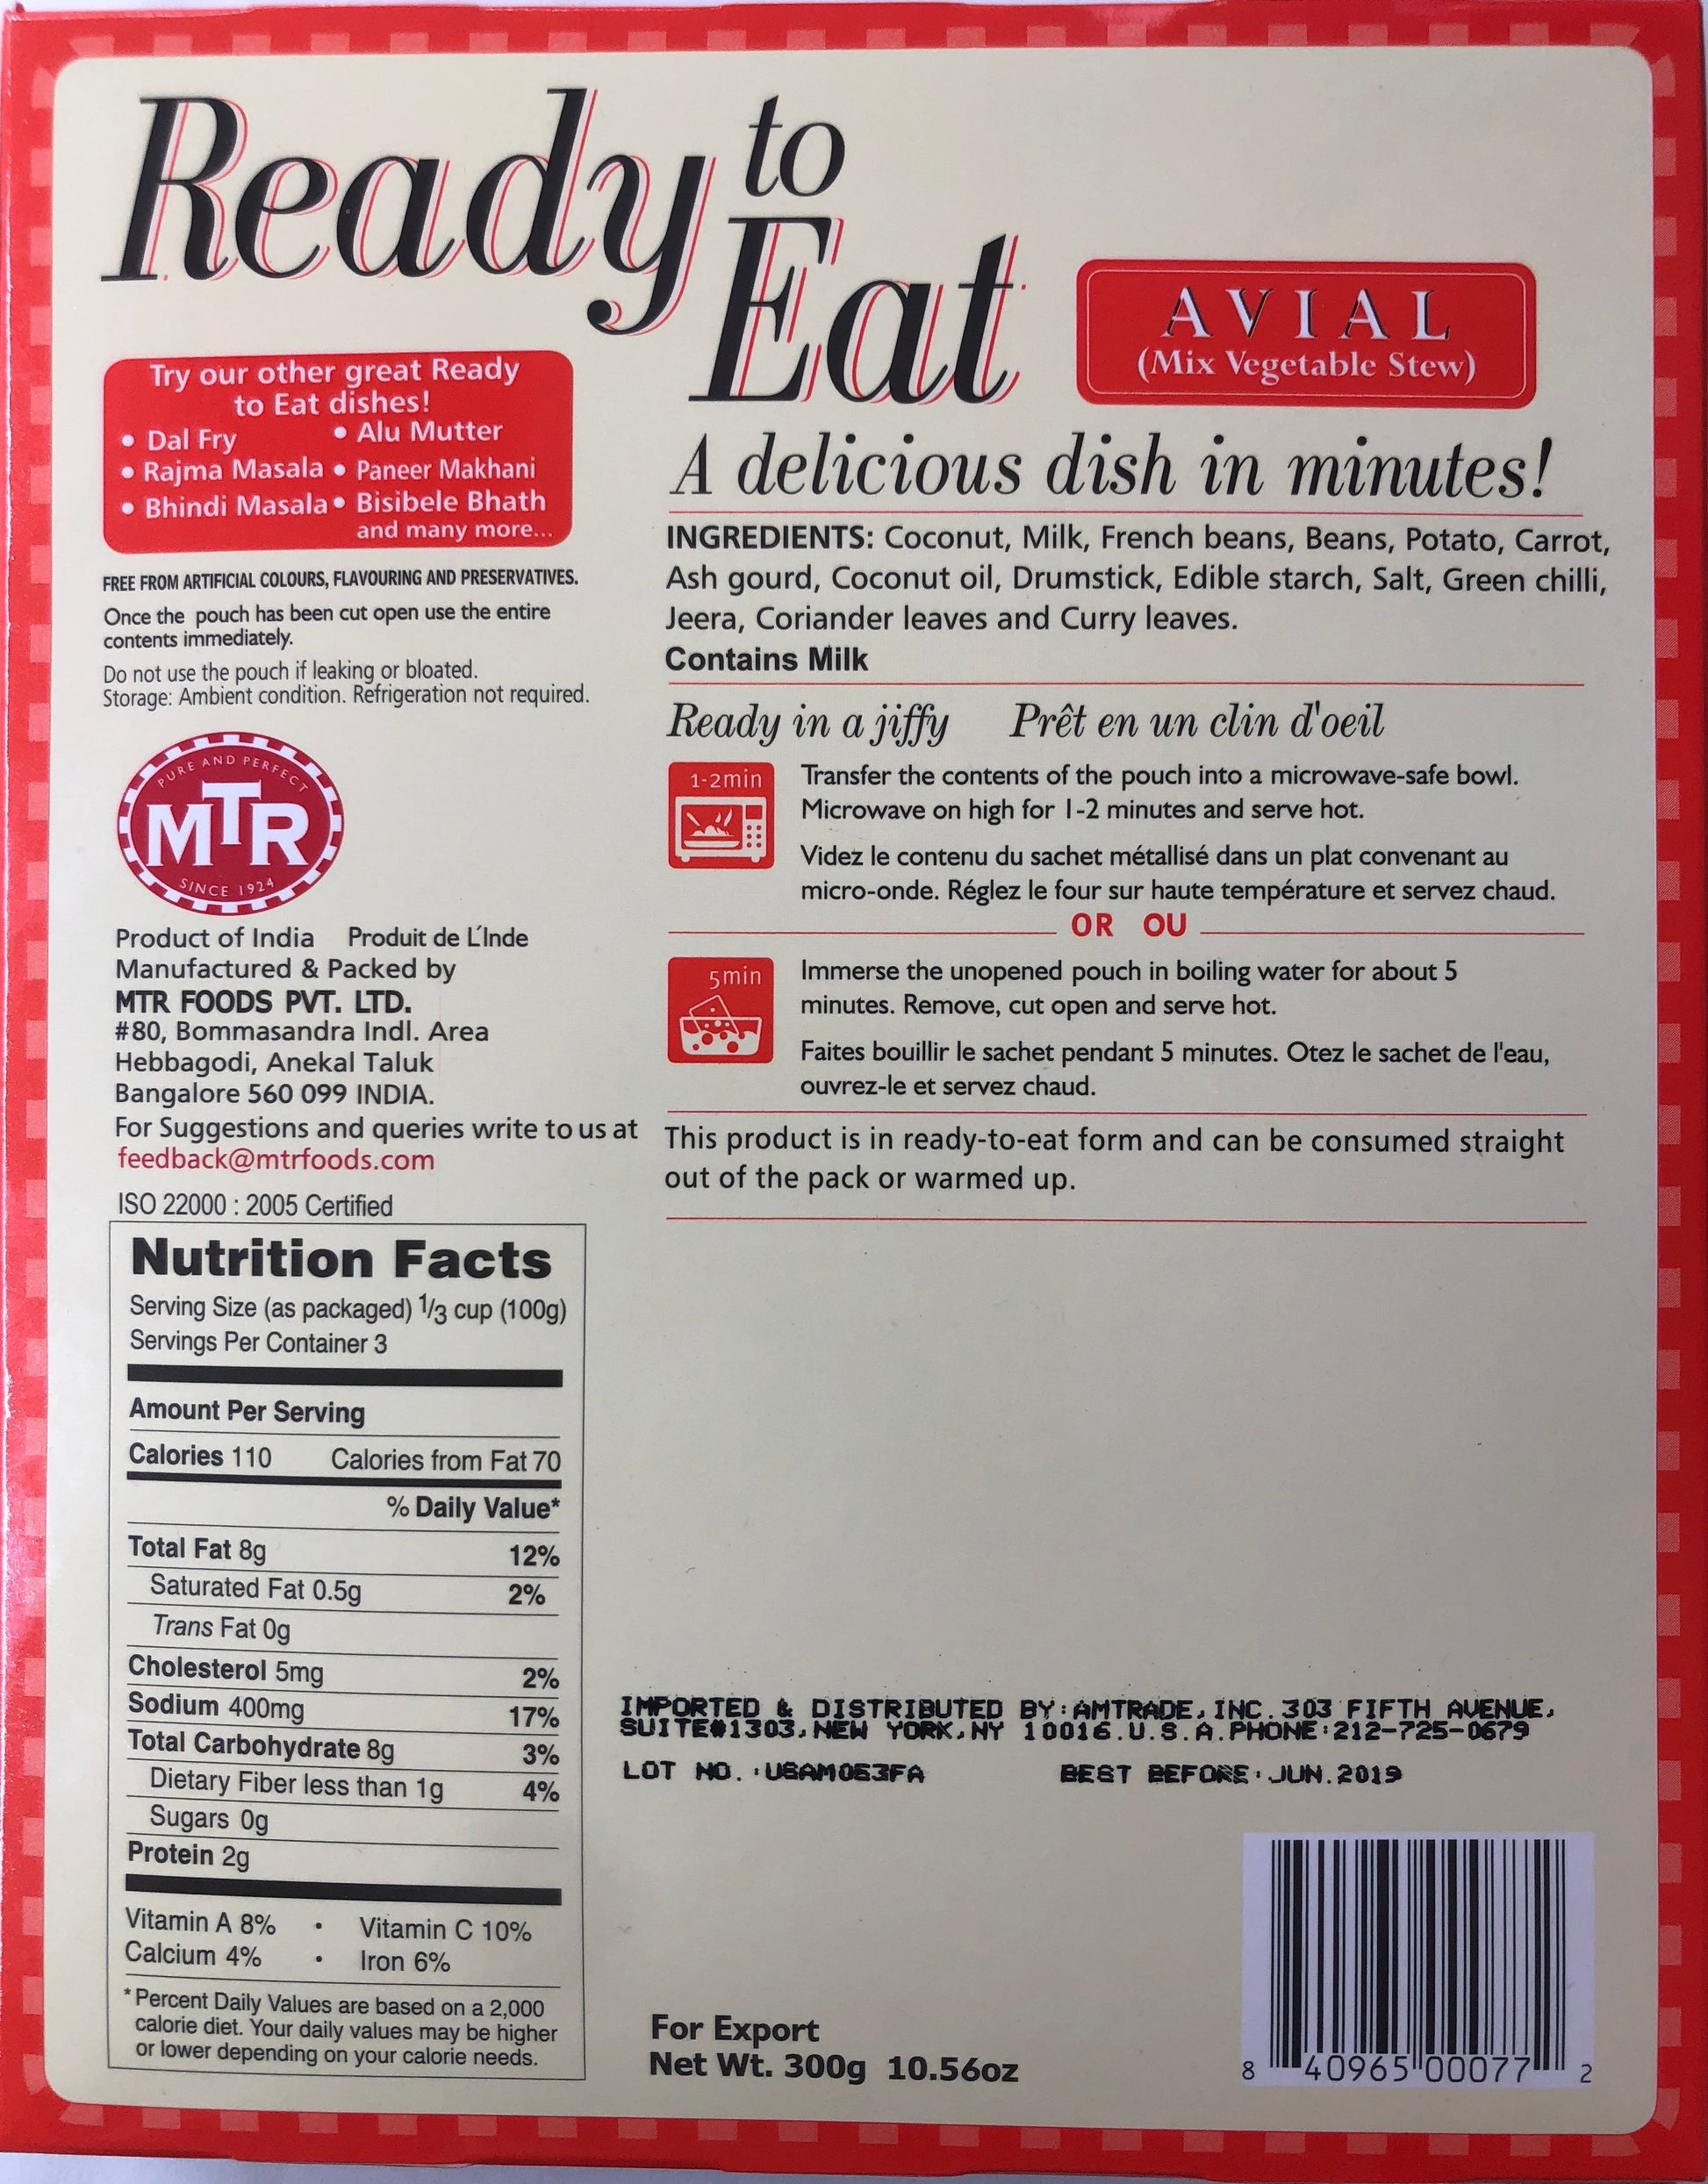 Ready to
Eat
AVIAL
(Mix Vegetable Stew)
Try our other great Ready
to Eat dishes!
• Dal Fry • Alu Mutter
• Rajma Masala • Paneer Makhani
• Bhindi Masala • Bisibele Bhath
and many more...
FREE FROM ARTIFICIAL COLOURS, FLAVOURING AND PRESERVATIVES.
Once the pouch has been cut open use the entire
contents immediately.
Do not use the pouch if leaking or bloated.
Storage: Ambient condition. Refrigeration not required.
PURE AND PERFECT
MTR
SINCE 1924
Product of India Produit de L'Inde
Manufactured & Packed by
MTR FOODS PVT. LTD.
#80, Bommasandra Indl. Area
Hebbagodi, Anekal Taluk
Bangalore 560 099 INDIA.
For Suggestions and queries write to us at
feedback@mtrfoods.com
ISO 22000 : 2005 Certified
Nutrition Facts
Serving Size (as packaged) 1/3 cup (100g)
Servings Per Container 3
Amount Per Serving
Calories 110 Calories from Fat 70
% Daily Value*
Total Fat 8g 12%
Saturated Fat 0.5g 2%
Trans Fat 0g
Cholesterol 5mg 2%
Sodium 400mg 17%
Total Carbohydrate 8g 3%
Dietary Fiber less than 1g 4%
Sugars 0g
Protein 2g
Vitamin A 8% • Vitamin C 10%
Calcium 4% • Iron 6%
* Percent Daily Values are based on a 2,000
calorie diet. Your daily values may be higher
or lower depending on your calorie needs.
A delicious dish in minutes!
INGREDIENTS: Coconut, Milk, French beans, Beans, Potato, Carrot,
Ash gourd, Coconut oil, Drumstick, Edible starch, Salt, Green chilli,
Jeera, Coriander leaves and Curry leaves.
Contains Milk
Ready in a jiffy Prêt en un clin d'oeil
1-2min
Transfer the contents of the pouch into a microwave-safe bowl.
Microwave on high for 1-2 minutes and serve hot.
Videz le contenu du sachet métallisé dans un plat convenant au
micro-onde. Réglez le four sur haute température et servez chaud.
OR OU
5min
Immerse the unopened pouch in boiling water for about 5
minutes. Remove, cut open and serve hot.
Faites bouillir le sachet pendant 5 minutes. Otez le sachet de l'eau,
ouvrez-le et servez chaud.
This product is in ready-to-eat form and can be consumed straight
out of the pack or warmed up.
IMPORTED & DISTRIBUTED BY:AMTRADE, INC. 303 FIFTH AVENUE,
SUITE#1303, NEW YORK, NY 10016.U.S.A. PHONE:212-725-0679
LOT NO. : BEST BEFORE: JUN. 2019
For Export
Net Wt. 300g 10.56oz
8 40965 00077 2